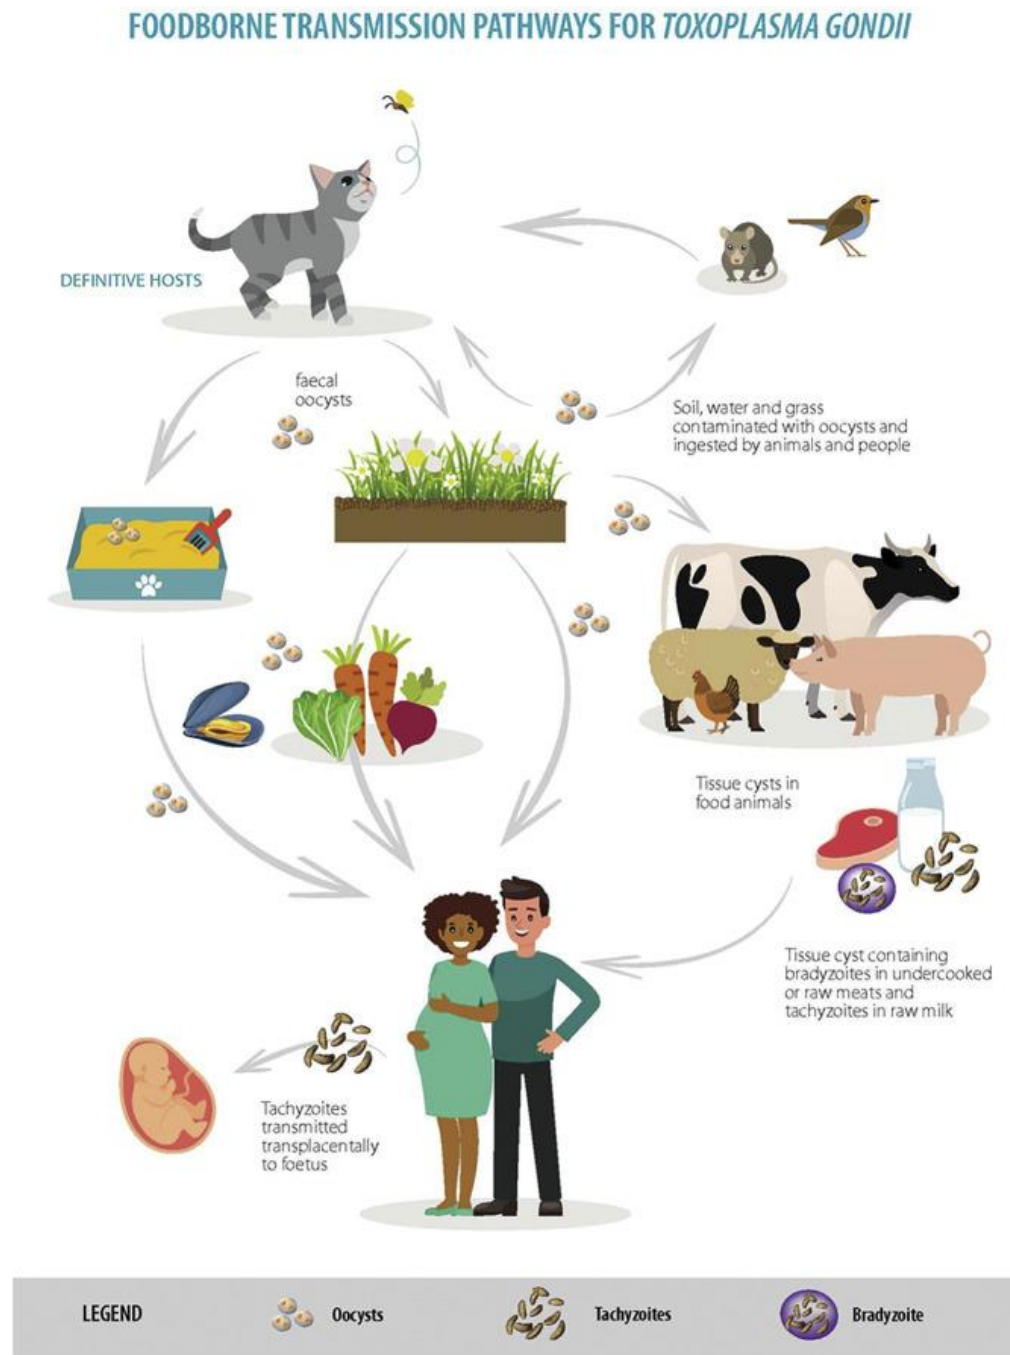 FOODBORNE TRANSMISSION PATHWAYS FOR TOXOPLASMA GONDII
DEFINITIVE HOSTS
faecal
oocysts
Soil, water and grass
contaminated with oocysts and
ingested by animals and people
Tissue cysts in
food animals
Tissue cyst containing
bradyzoites in undercooked
or raw meats and
tachyzoites in raw milk
Tachyzoites
transmitted
transplacentally
to foetus
LEGEND
Oocysts
Tachyzoites
Bradyzoite